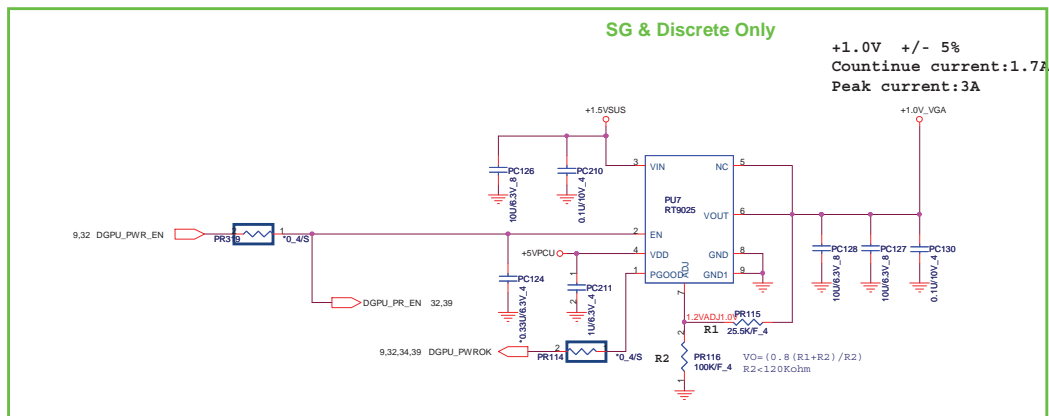 SG & Discrete Only
+1.0V +/- 5%
Countinue current:1.7A
Peak current:3A
+1.5VSUS
+1.0V_VGA
PC126
10U/6.3V_8
PC210
0.1U/10V_4
3 VIN
NC 5
PU7
RT9025
VOUT 6
9,32 DGPU_PWR_EN
2 1
PR319 *0_4/S
2 EN
+5VPCU
4 VDD
GND 8
1 PGOOD
GND1 9
ADJ
7
PC124
*0.33U/6.3V_4
1
PC211
2
1U/6.3V_4
PC128
10U/6.3V_8
PC127
10U/6.3V_8
PC130
0.1U/10V_4
DGPU_PR_EN 32,39
1.2VADJ1.0V
R1
PR115
25.5K/F_4
9,32,34,39 DGPU_PWROK
2 1
PR114 *0_4/S
R2
2
PR116
100K/F_4
1
VO=(0.8(R1+R2)/R2)
R2<120Kohm